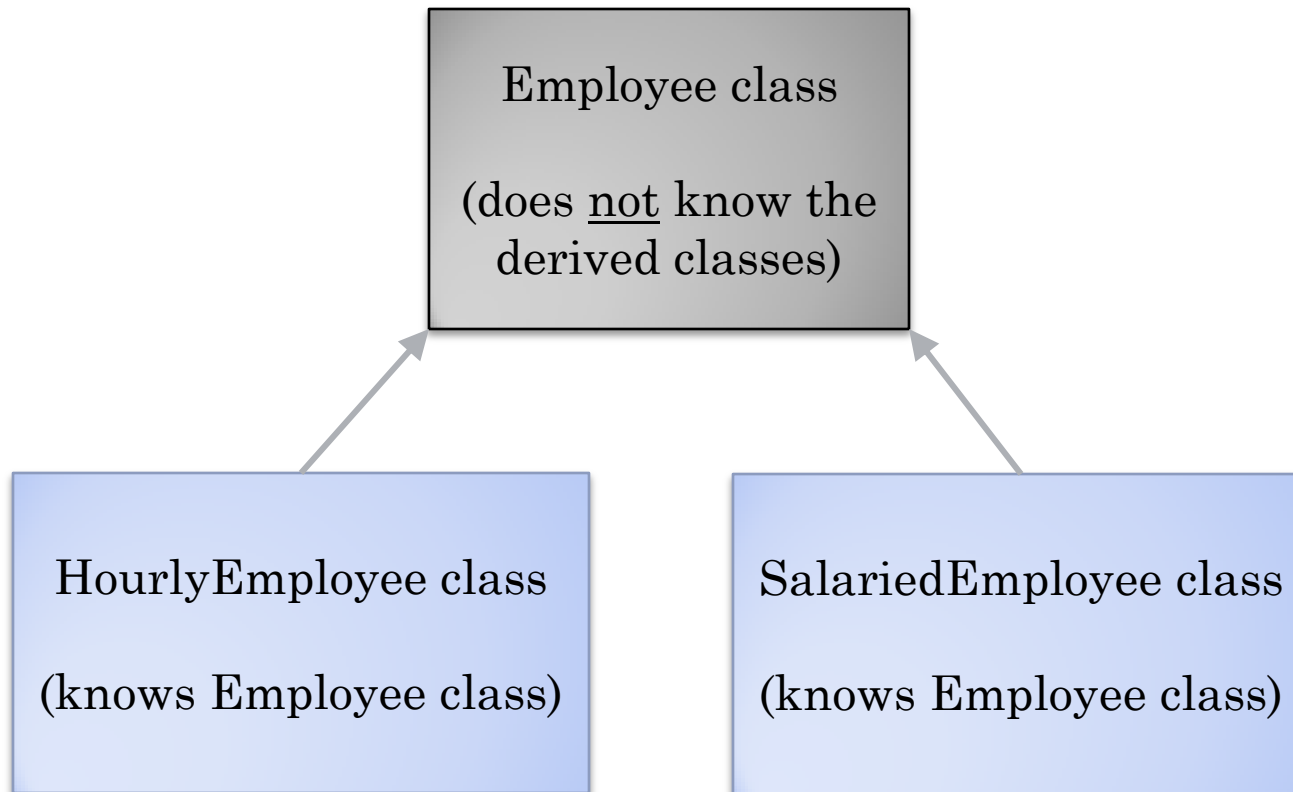 Employee class
(does not know the
derived classes)
HourlyEmployee class
(knows Employee class)
SalariedEmployee class
(knows Employee class)